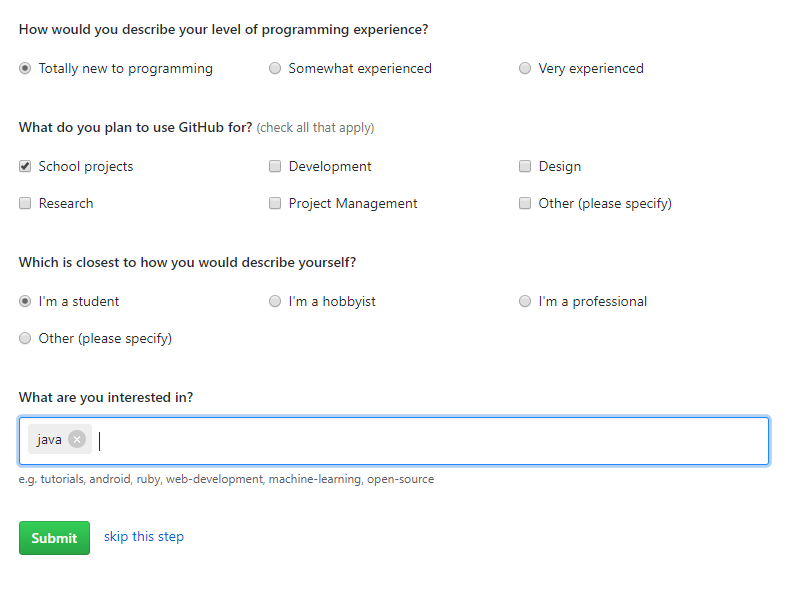 How would you describe your level of programming experience?
Totally new to programming Somewhat experienced Very experienced
What do you plan to use GitHub for? (check all that apply)
School projects Development Design
Research Project Management Other (please specify)
Which is closest to how you would describe yourself?
I'm a student I'm a hobbyist I'm a professional
Other (please specify)
What are you interested in?
java
e.g. tutorials, android, ruby, web-development, machine-learning, open-source
Submit skip this step